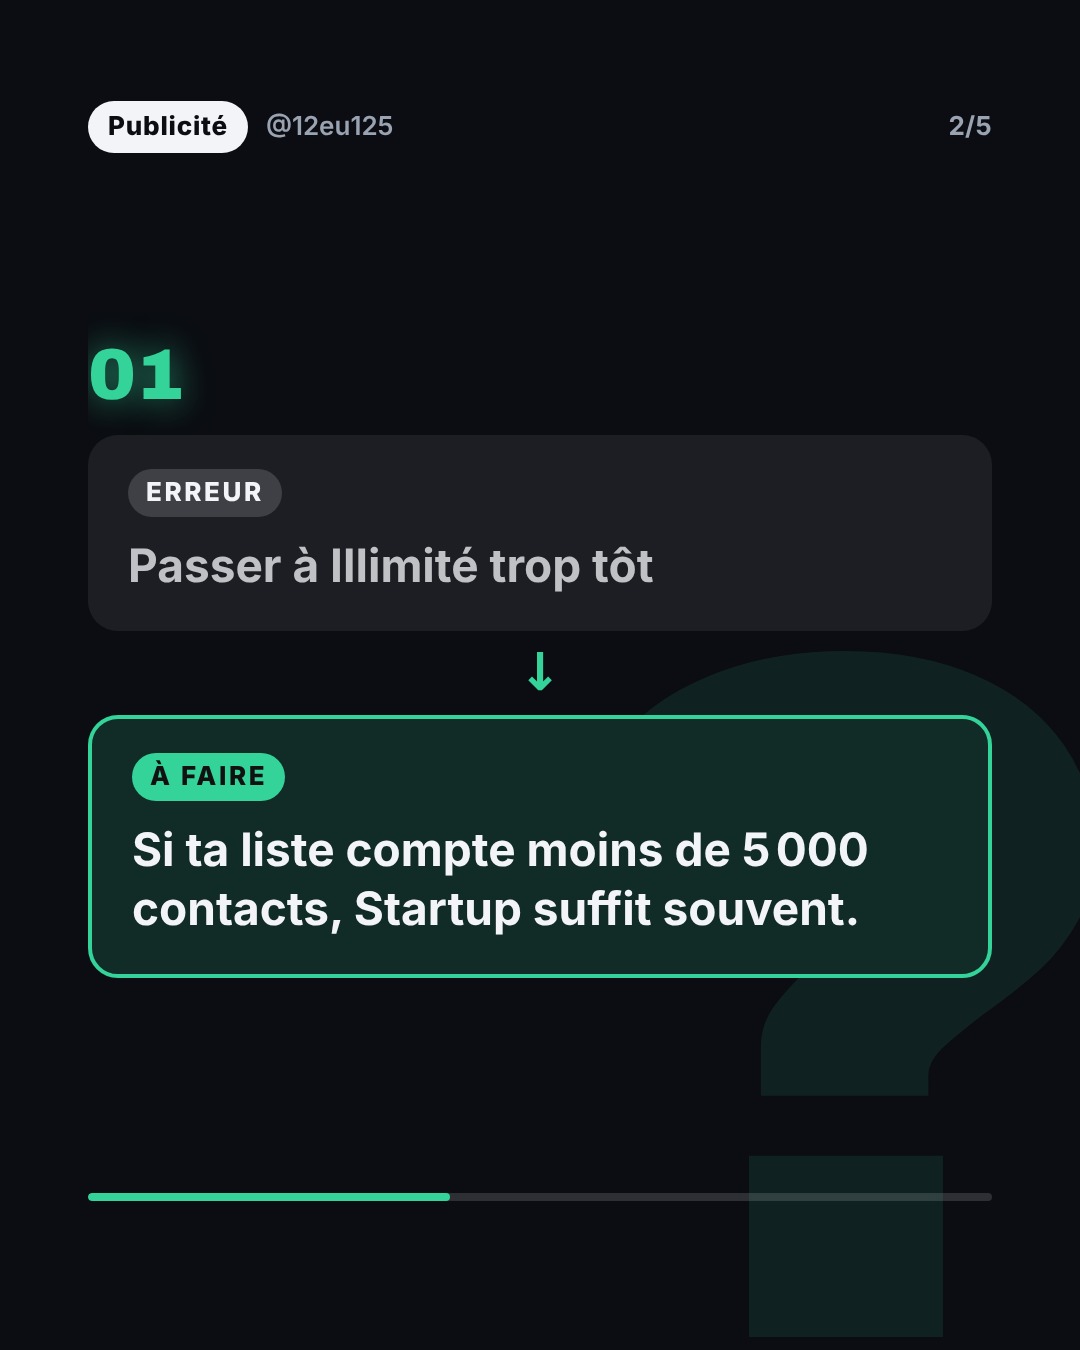 Publicité @12eu125 2/5
01
ERREUR
Passer à Illimité trop tôt
↓
À FAIRE
Si ta liste compte moins de 5 000
contacts, Startup suffit souvent.
?